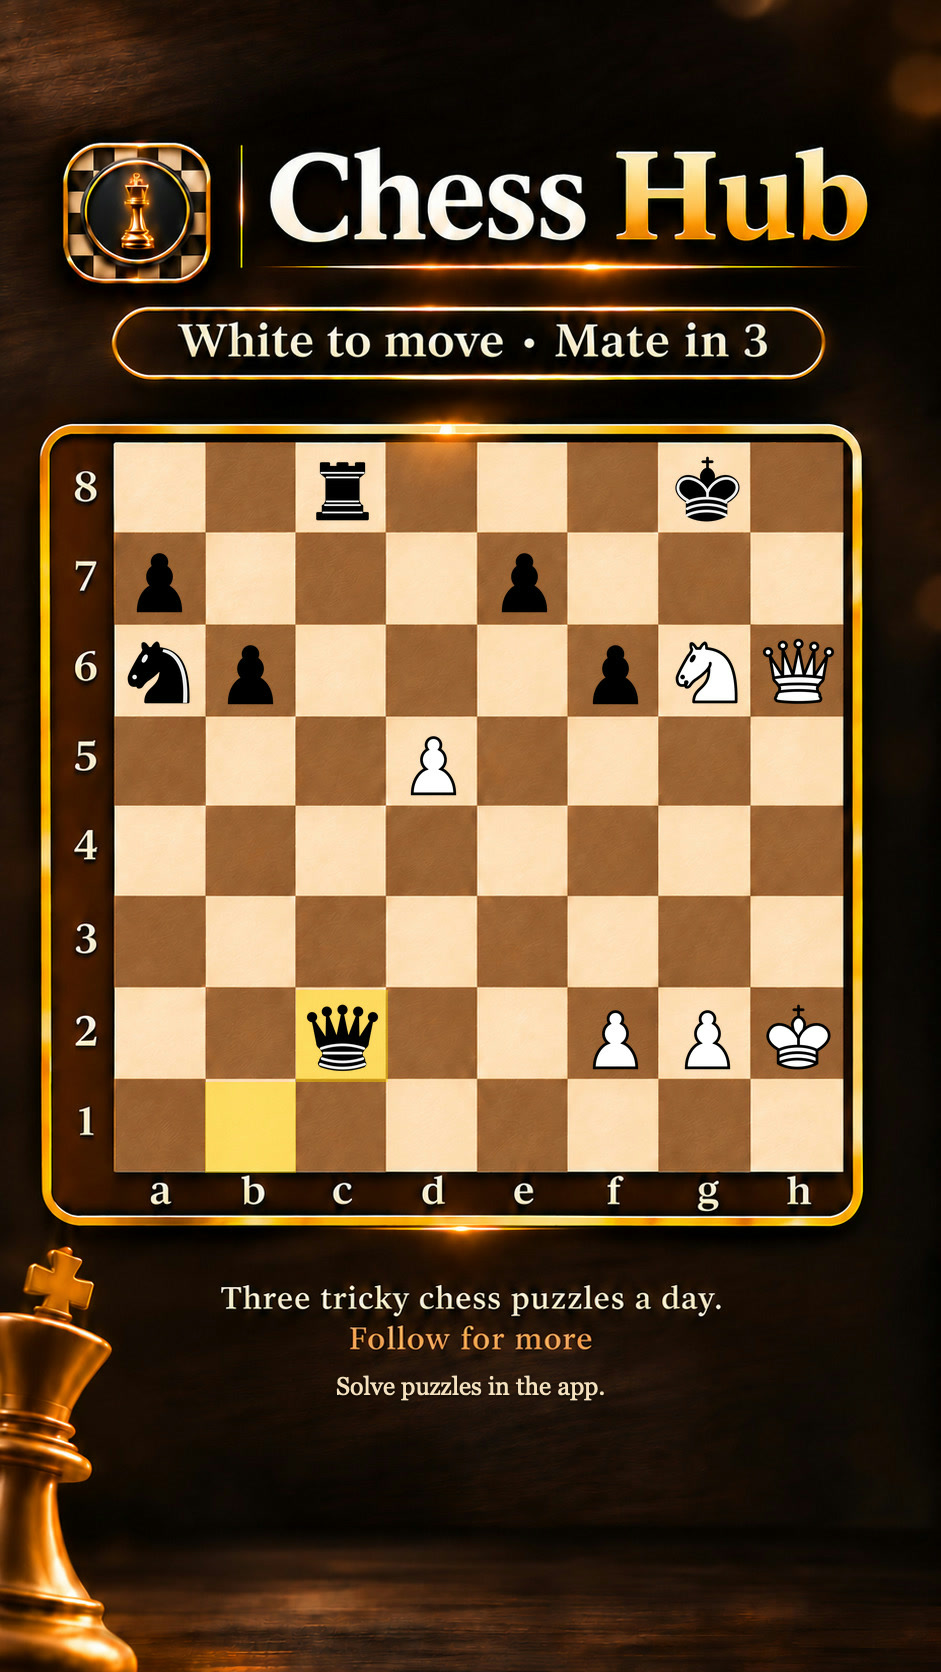 Chess Hub
White to move • Mate in 3
8
7
6
5
4
3
2
1
a b c d e f g h
Three tricky chess puzzles a day.
Follow for more
Solve puzzles in the app.